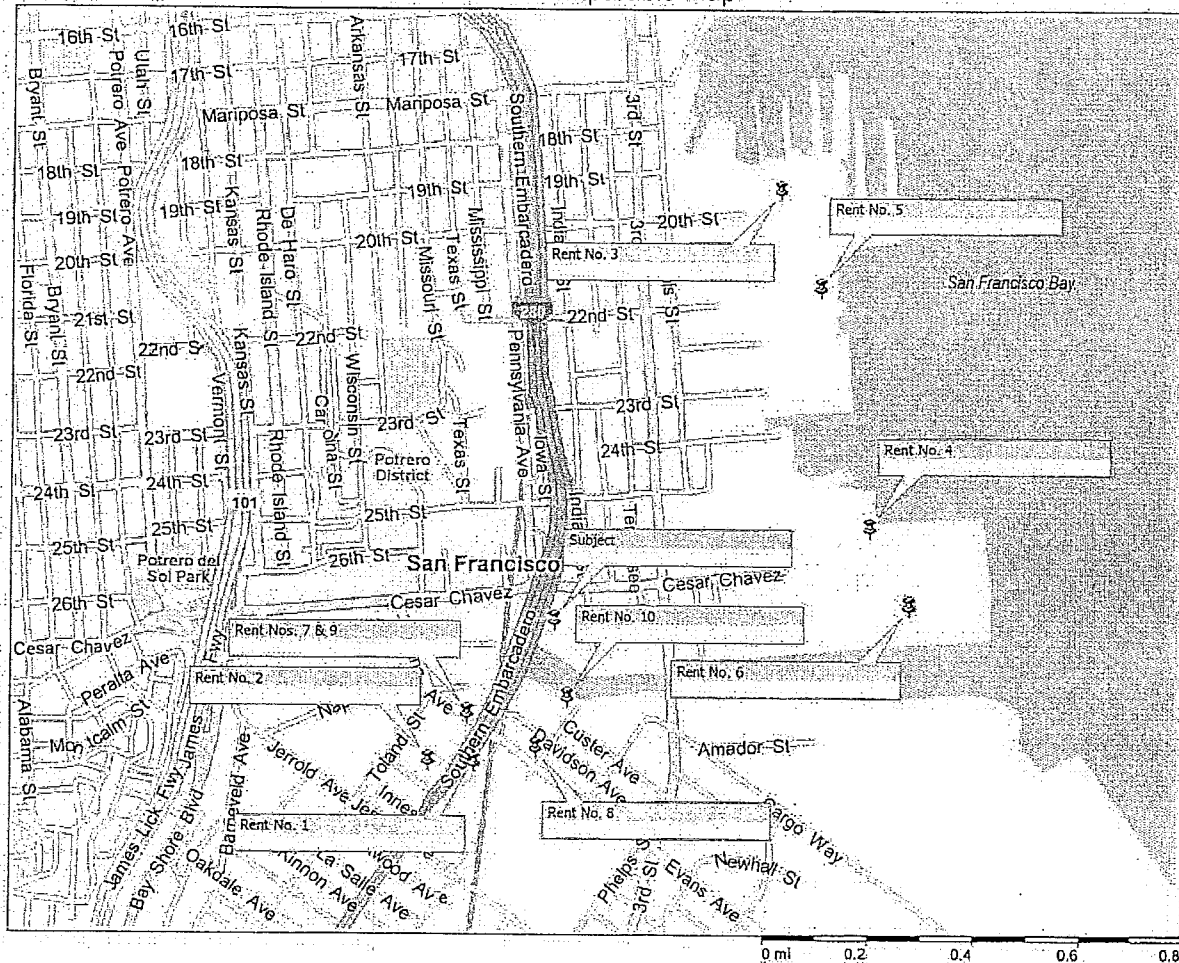 16th St
16th St
Utah St
Potrero Ave
Bryant St
17th St
Arkansas St
17th St
Mariposa St
Mariposa St
Southern Embarcadero
3rd St
18th St
18th St
18th St
Potrero Ave
Kansas St
19th St
19th St
19th St
19th St
Rhode Island St
De Haro St
20th St
20th St
20th St
Texas St
Missouri St
Mississippi St
Rent No. 5
Rent No. 3
San Francisco Bay
Florida St
Bryant St
21st St
22nd St
22nd St
22nd St
Kansas St
Vermont St
Wisconsin St
Carolina St
Pennsylvania Ave
Iowa St
23rd St
23rd St
23rd St
23rd St
Texas St
Potrero
District
24th St
24th St
24th St
Rent No. 4
101
Rhode Island St
25th St
25th St
25th St
26th St
26th St
Potrero del
Sol Park
San Francisco
Subject
Cesar Chavez
Cesar Chavez
Cesar Chavez
Rent Nos. 7 & 9
Rent No. 10
Rent No. 2
Rent No. 6
Peralta Ave
Montcalm St
Alabama St
James Lick Fwy
Bay Shore Blvd
Barneveld Ave
Jerrold Ave
Toland St
Southern Embarcadero
Custer Ave
Davidson Ave
Amador St
Cargo Way
Rent No. 1
Rent No. 8
Oakdale Ave
La Salle Ave
Newhall St
Evans Ave
3rd St
0 mi 0.2 0.4 0.6 0.8